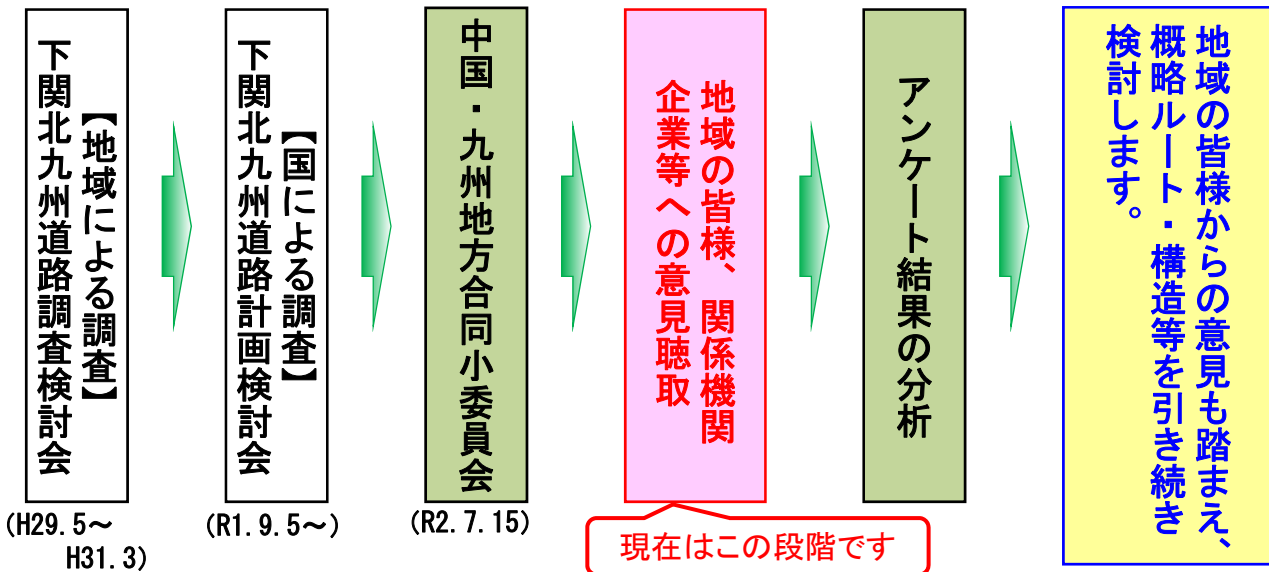 【地域による調査】
下関北九州道路調査検討会
(H29.5～
H31.3)
【国による調査】
下関北九州道路計画検討会
(R1.9.5～)
中国・九州地方合同小委員会
(R2.7.15)
地域の皆様、関係機関
企業等への意見聴取
現在はこの段階です
アンケート結果の分析
地域の皆様からの意見も踏まえ、
概略ルート・構造等を引き続き
検討します。